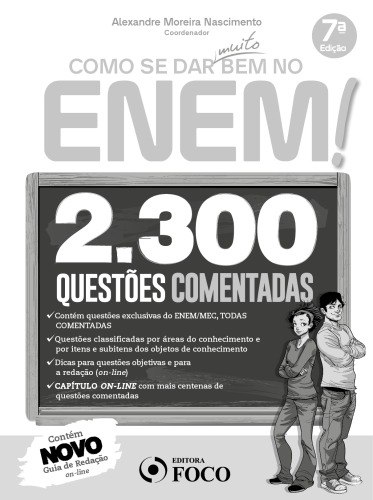 Alexandre Moreira Nascimento
Coordenador
7ª
Edição
muito
COMO SE DAR BEM NO
ENEM!
2.300
QUESTÕES COMENTADAS
✓ Contém questões exclusivas do ENEM/MEC, TODAS
COMENTADAS
✓ Questões classificadas por áreas do conhecimento e
por itens e subitens dos objetos de conhecimento
✓ Dicas para questões objetivas e para
a redação (on-line)
✓ CAPÍTULO ON-LINE com mais centenas de
questões comentadas
Contém
NOVO
Guia de Redação
on-line
EDITORA
FOCO